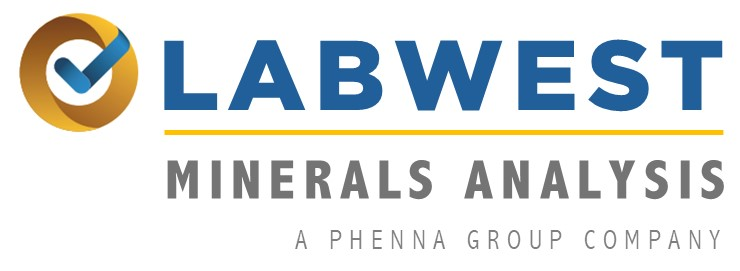 LABWEST
MINERALS ANALYSIS
A PHENNA GROUP COMPANY